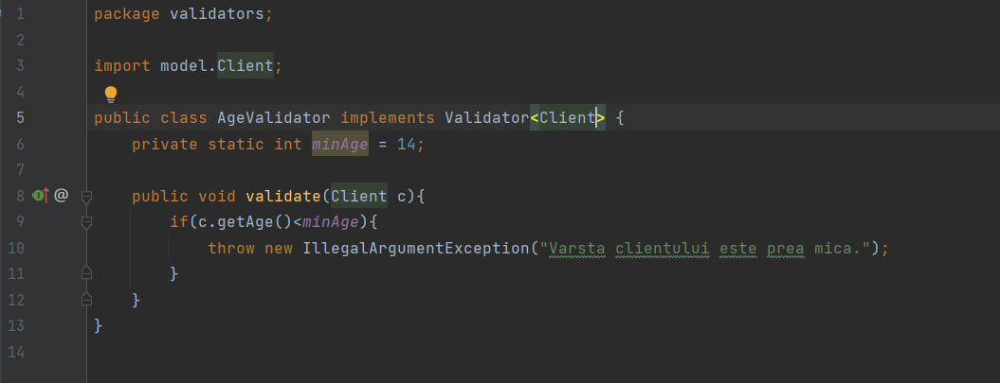 1 package validators;
2
3 import model.Client;
4
5 public class AgeValidator implements Validator<Client> {
6 private static int minAge = 14;
7
8 @ public void validate(Client c){
9 if(c.getAge()<minAge){
10 throw new IllegalArgumentException("Varsta clientului este prea mica.");
11 }
12 }
13 }
14